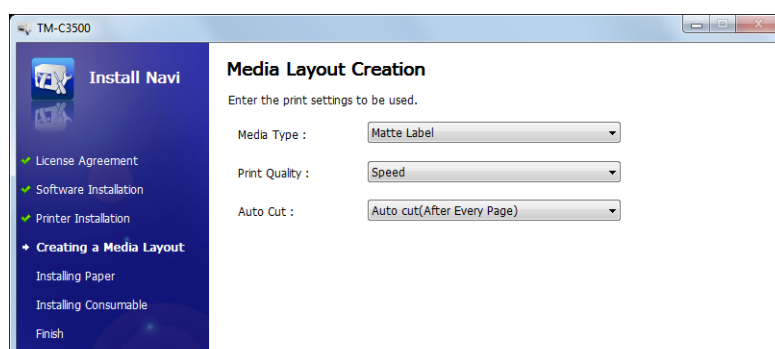 TM-C3500
Install Navi
License Agreement
Software Installation
Printer Installation
Creating a Media Layout
Installing Paper
Installing Consumable
Finish
Media Layout Creation
Enter the print settings to be used.
Media Type : Matte Label
Print Quality : Speed
Auto Cut : Auto cut(After Every Page)